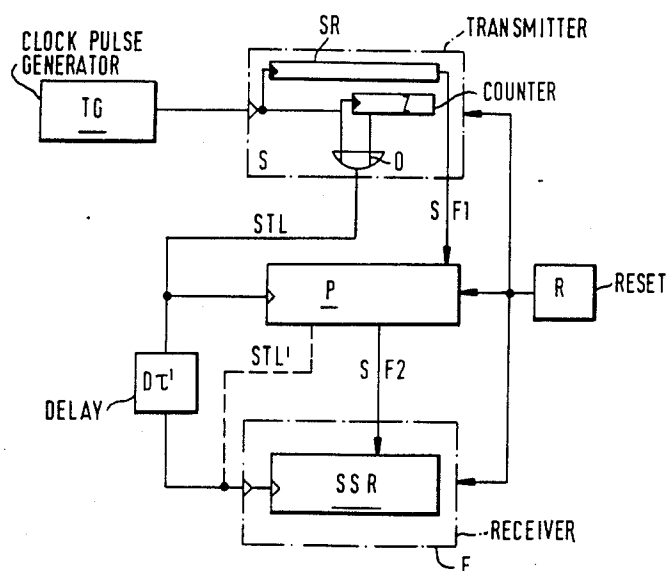 SR
TRANSMITTER
CLOCK PULSE
GENERATOR
TG
COUNTER
S
O
STL
S F1
P
R
RESET
STL'
S F2
Dτ'
DELAY
SSR
RECEIVER